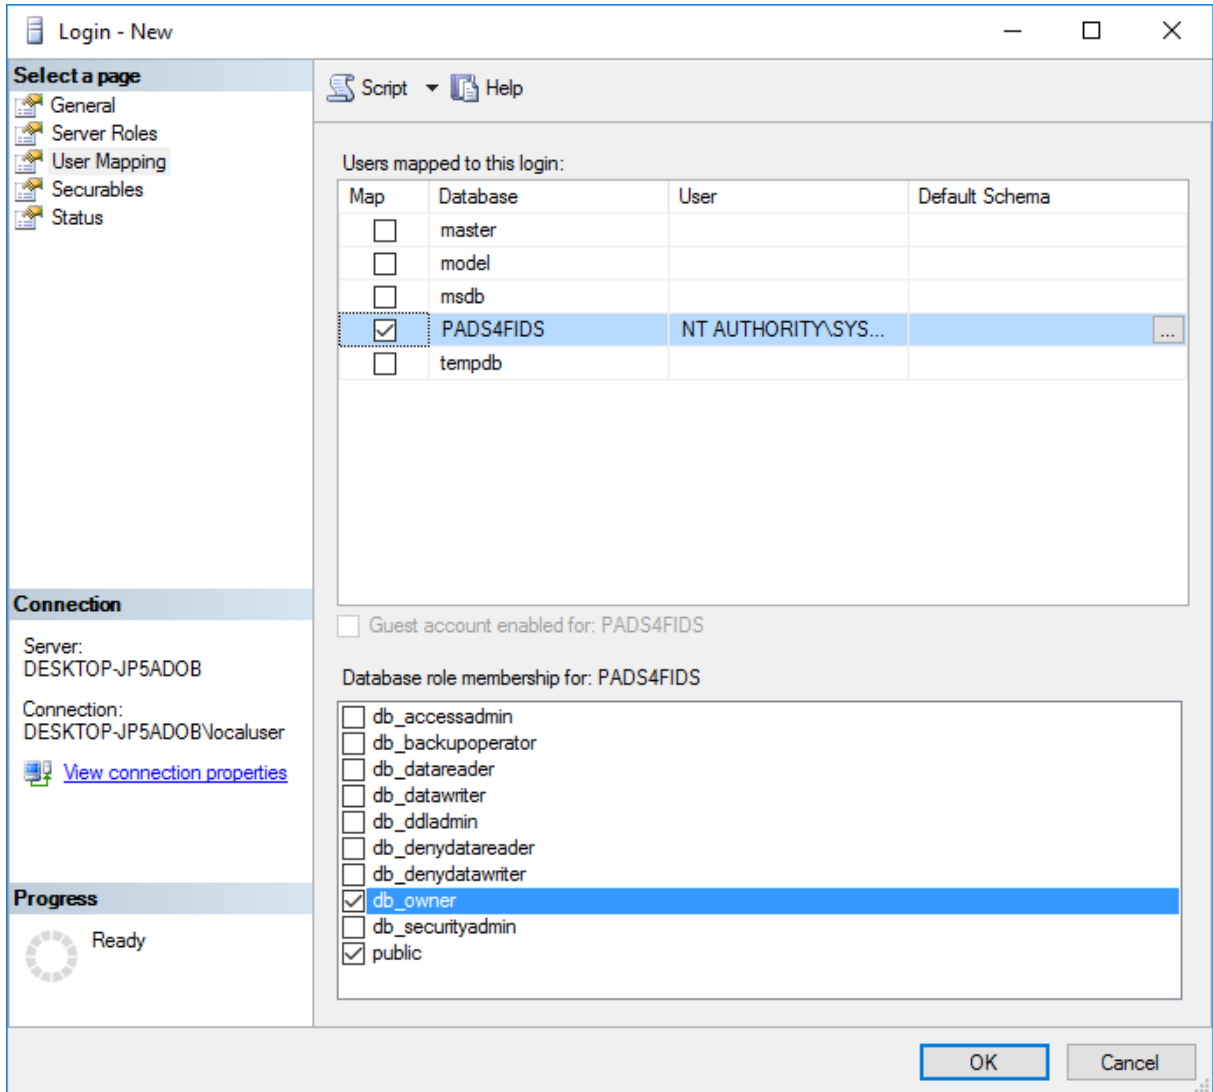 Login - New
Select a page
General
Server Roles
User Mapping
Securables
Status
Script Help
Users mapped to this login:
Map Database User Default Schema
master
model
msdb
PADS4FIDS NT AUTHORITY\SYS... ...
tempdb
Guest account enabled for: PADS4FIDS
Database role membership for: PADS4FIDS
db_accessadmin
db_backupoperator
db_datareader
db_datawriter
db_ddladmin
db_denydatareader
db_denydatawriter
db_owner
db_securityadmin
public
Connection
Server:
DESKTOP-JP5ADOB
Connection:
DESKTOP-JP5ADOB\localuser
View connection properties
Progress
Ready
OK Cancel